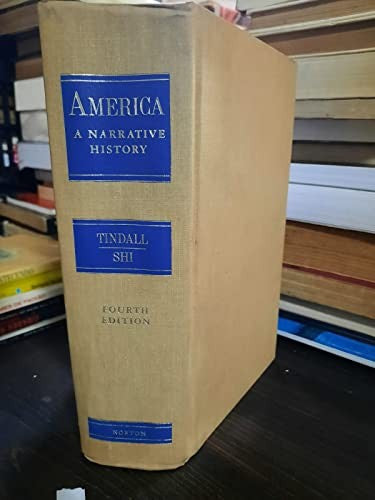 AMERICA
A NARRATIVE
HISTORY
TINDALL
SHI
FOURTH
EDITION
NORTON